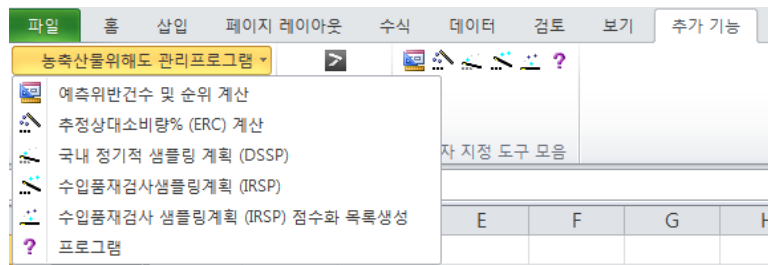 파일 홈 삽입 페이지 레이아웃 수식 데이터 검토 보기 추가 기능
농축산물위해도 관리프로그램
예측위반건수 및 순위 계산
추정상대소비량% (ERC) 계산
국내 정기적 샘플링 계획 (DSSP)
자 지정 도구 모음
수입품재검사샘플링계획 (IRSP)
수입품재검사 샘플링계획 (IRSP) 점수화 목록생성
E F G H
프로그램